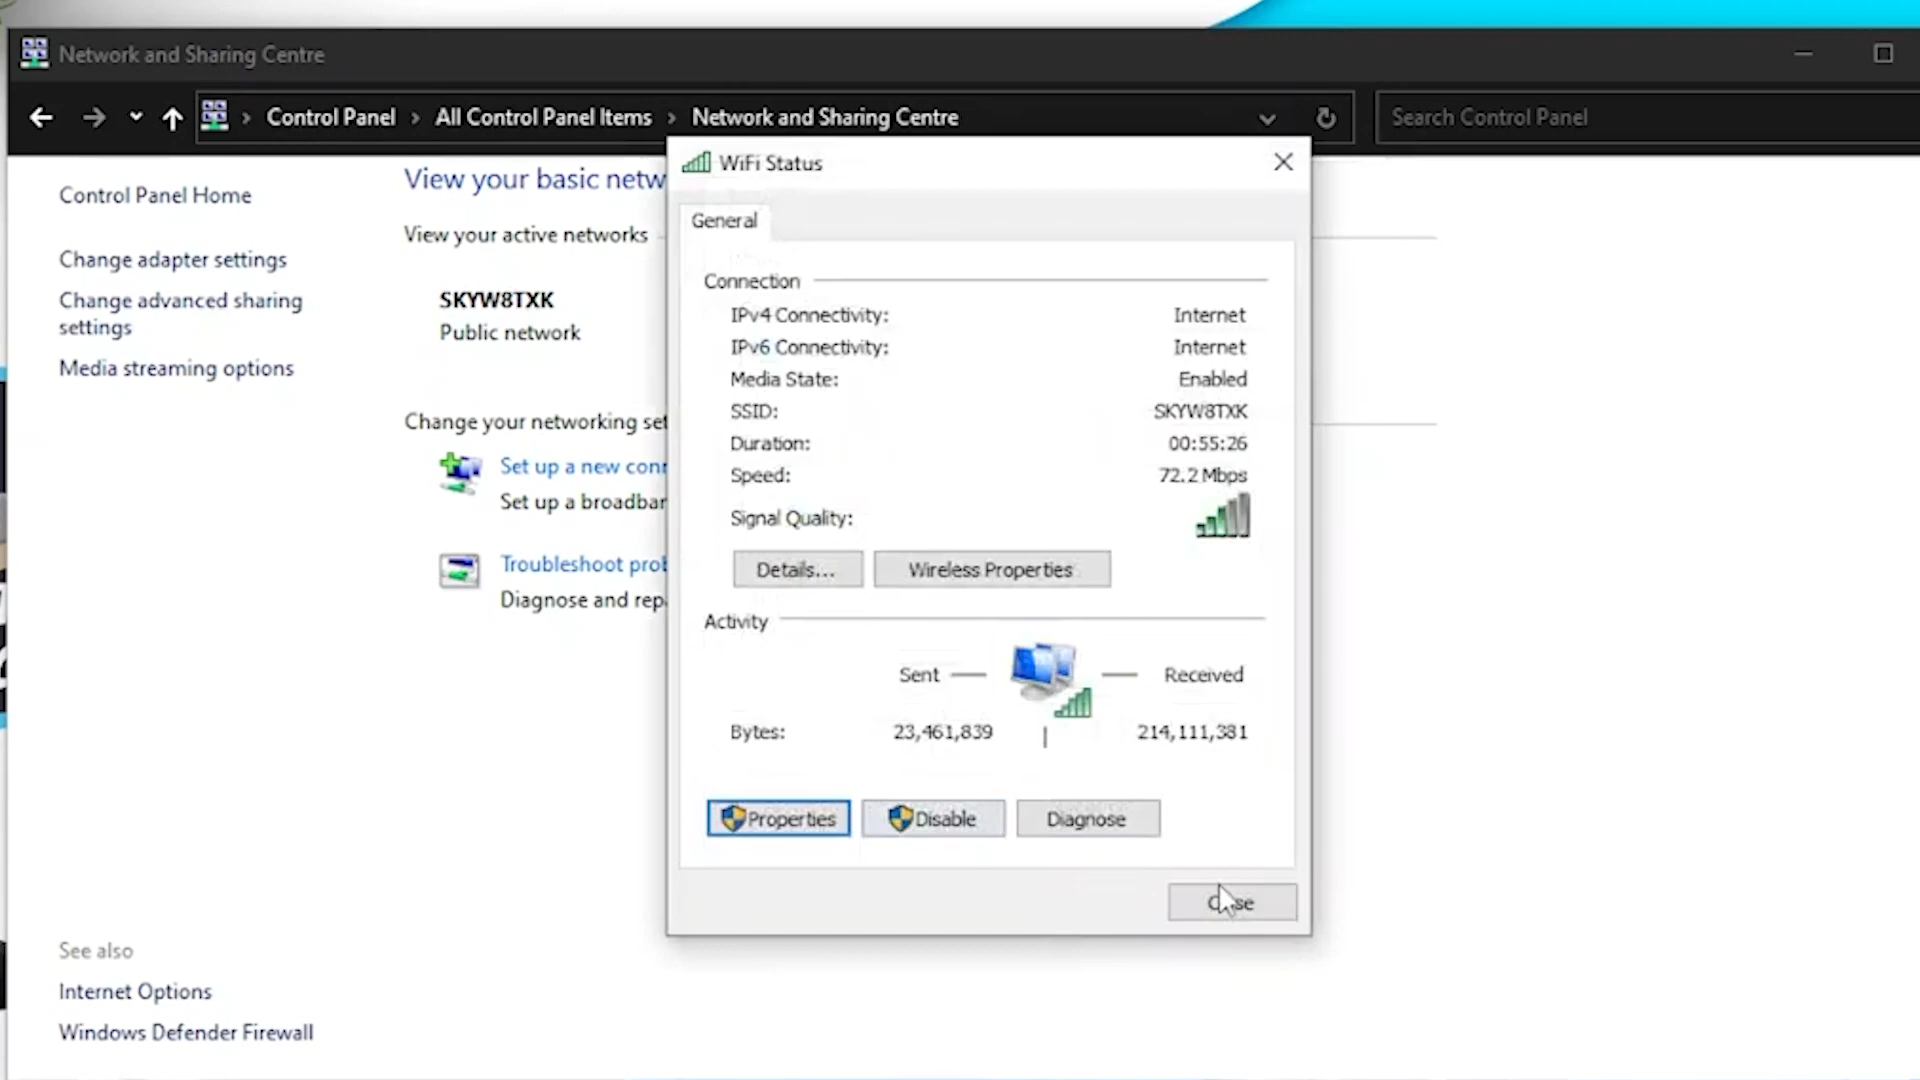 Network and Sharing Centre
Control Panel
All Control Panel Items
Network and Sharing Centre
Search Control Panel
Control Panel Home
Change adapter settings
Change advanced sharing
settings
Media streaming options
See also
Internet Options
Windows Defender Firewall
View your basic netw
View your active networks
SKYW8TXK
Public network
Change your networking set
Set up a new conn
Set up a broadban
Troubleshoot prob
Diagnose and repa
WiFi Status
General
Connection
IPv4 Connectivity: Internet
IPv6 Connectivity: Internet
Media State: Enabled
SSID: SKYW8TXK
Duration: 00:55:26
Speed: 72.2 Mbps
Signal Quality:
Details... Wireless Properties
Activity
Sent Received
Bytes: 23,461,839 214,111,381
Properties Disable Diagnose
Close